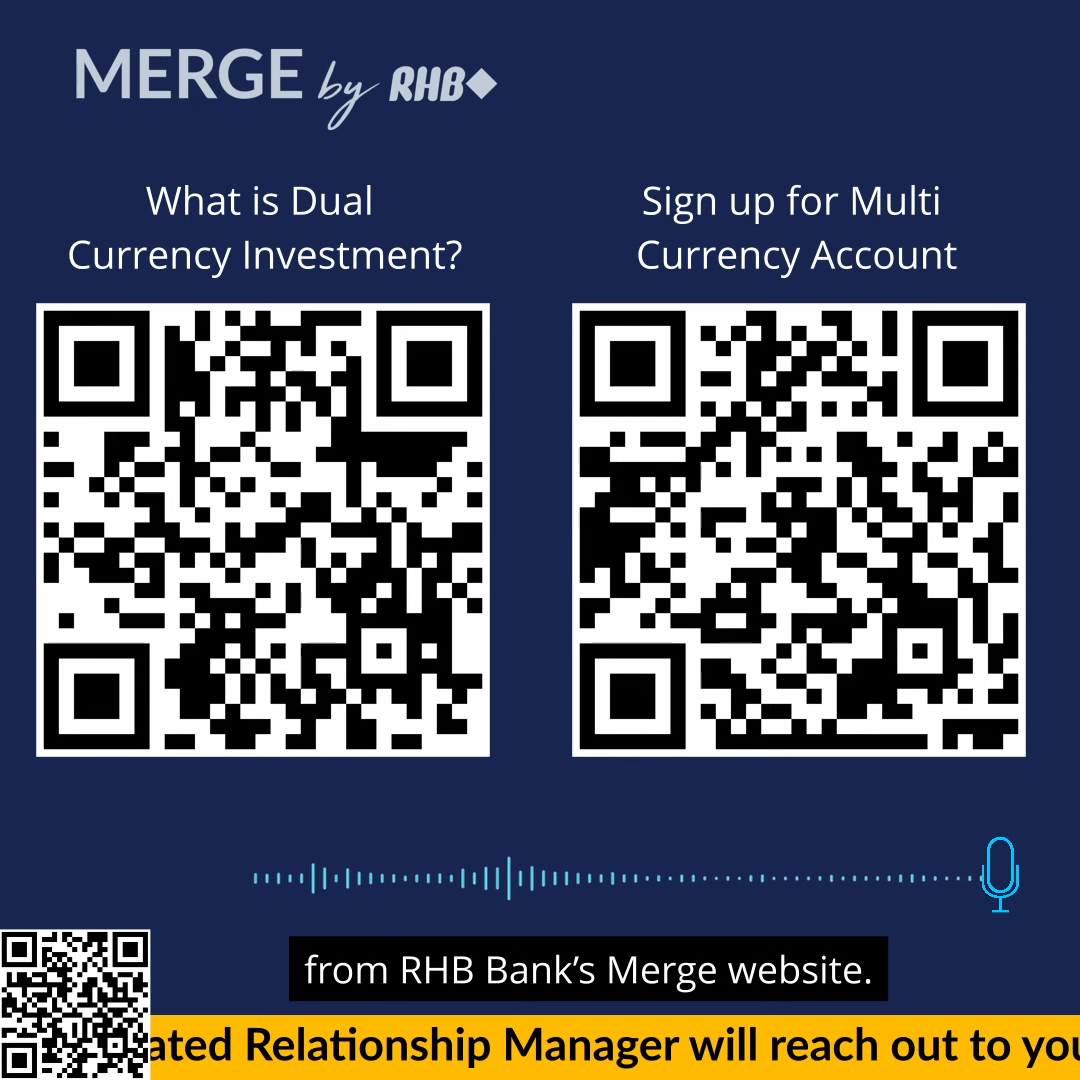 MERGE by RHB
What is Dual
Currency Investment?
Sign up for Multi
Currency Account
from RHB Bank’s Merge website.
ated Relationship Manager will reach out to you